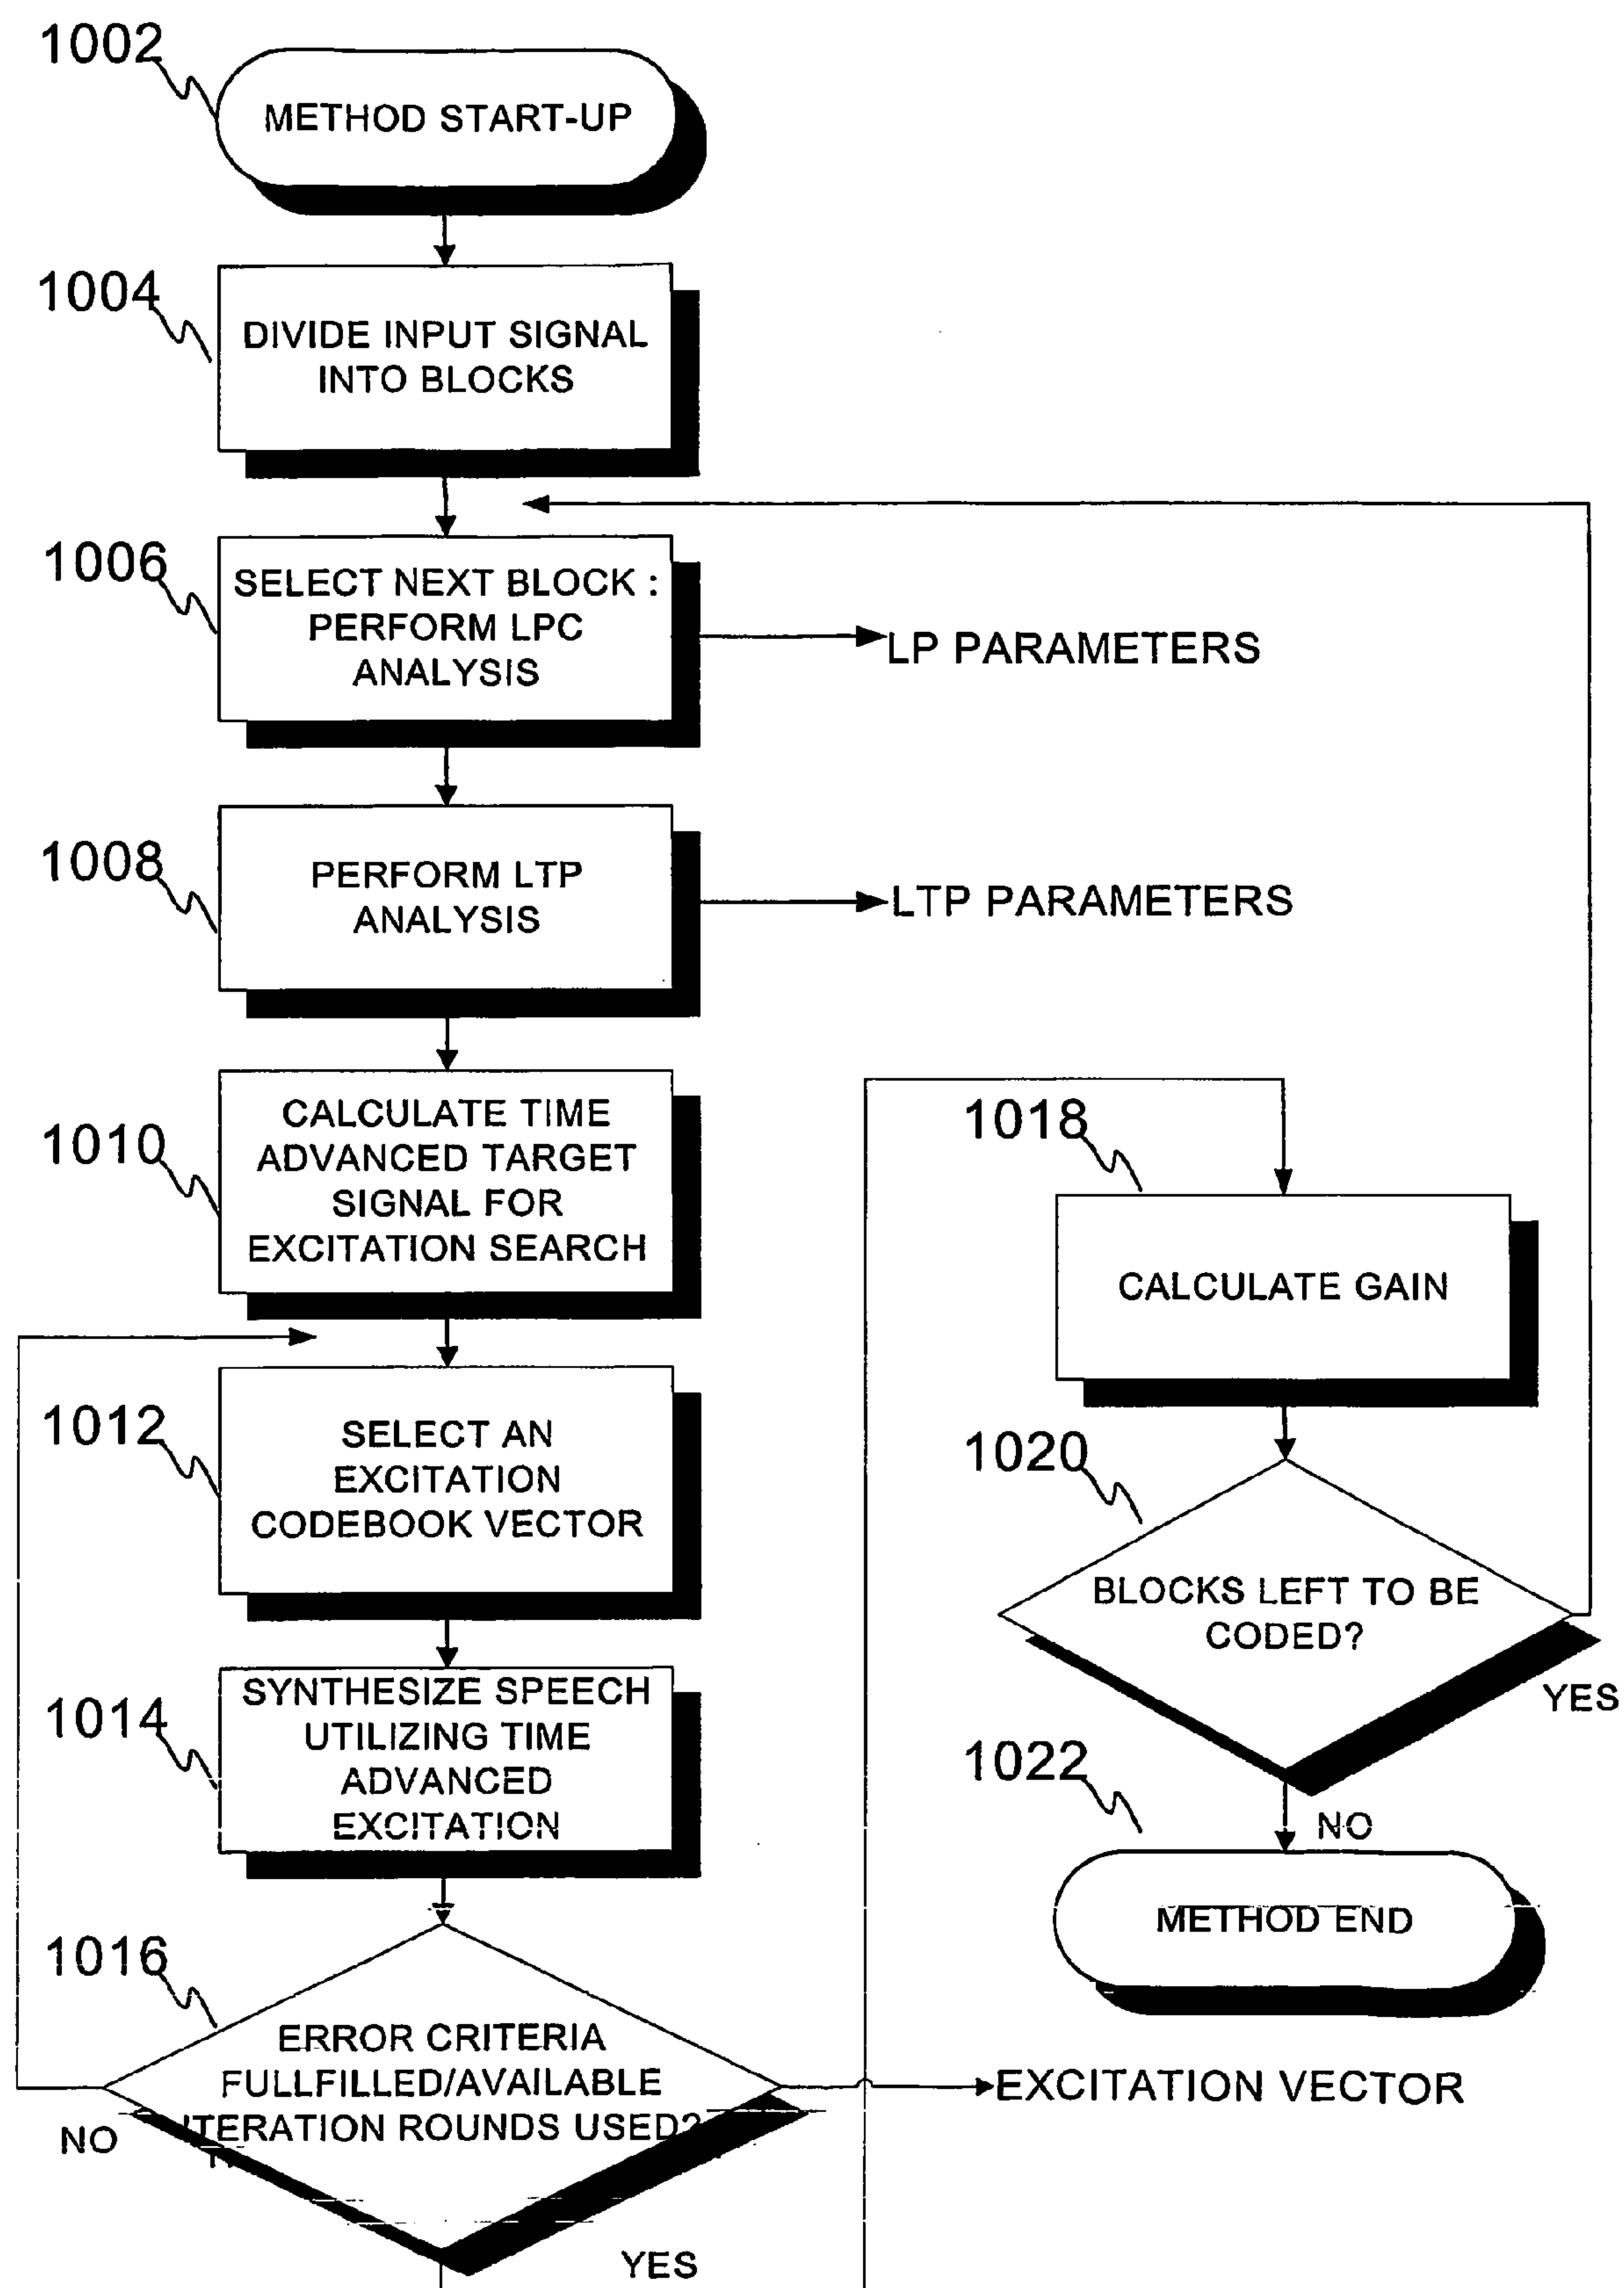 1002
METHOD START-UP
1004
DIVIDE INPUT SIGNAL
INTO BLOCKS
1006
SELECT NEXT BLOCK :
PERFORM LPC
ANALYSIS
LP PARAMETERS
1008
PERFORM LTP
ANALYSIS
LTP PARAMETERS
1010
CALCULATE TIME
ADVANCED TARGET
SIGNAL FOR
EXCITATION SEARCH
1012
SELECT AN
EXCITATION
CODEBOOK VECTOR
1014
SYNTHESIZE SPEECH
UTILIZING TIME
ADVANCED
EXCITATION
1016
ERROR CRITERIA
FULLFILLED/AVAILABLE
ITERATION ROUNDS USED?
NO
YES
EXCITATION VECTOR
1018
CALCULATE GAIN
1020
BLOCKS LEFT TO BE
CODED?
YES
NO
1022
METHOD END